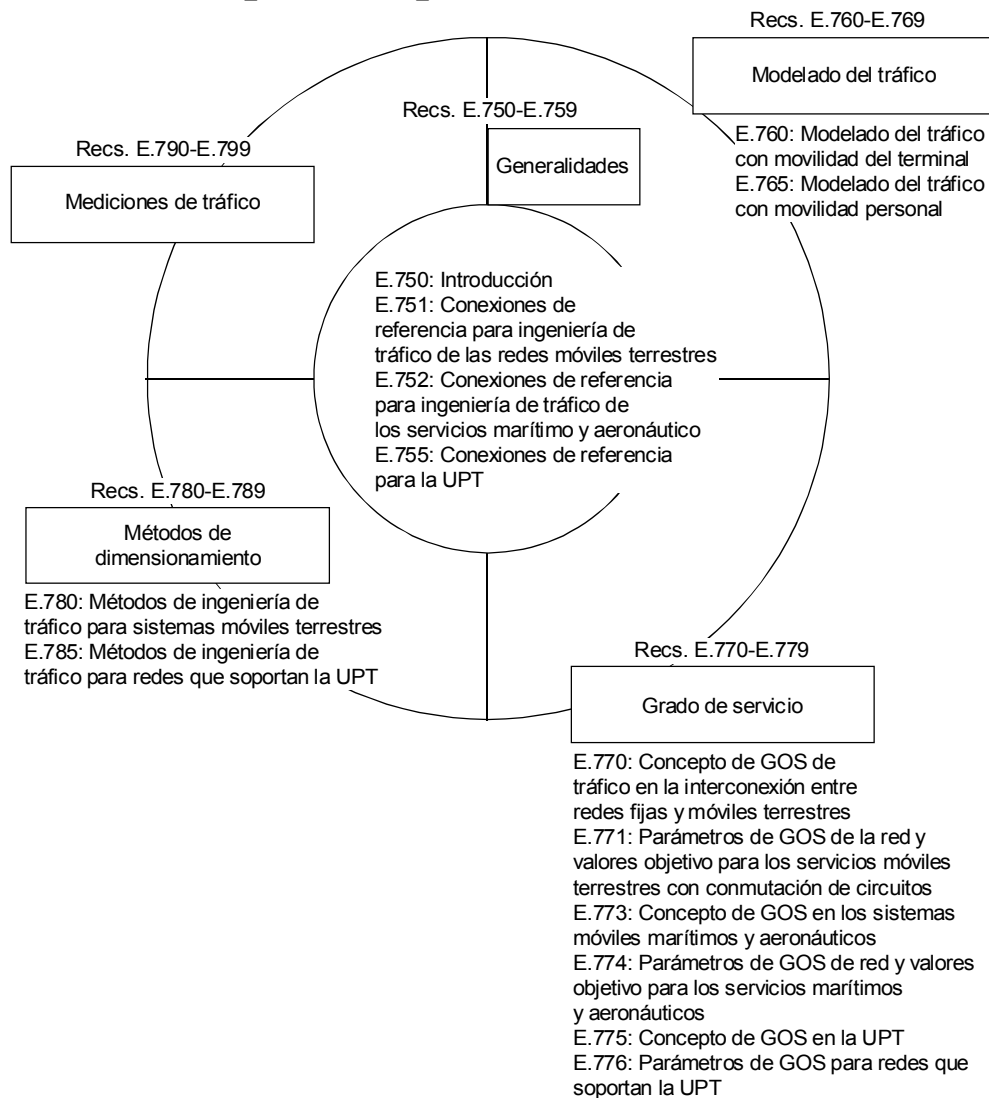 Recs. E.760-E.769
Modelado del tráfico
E.760: Modelado del tráfico
con movilidad del terminal
E.765: Modelado del tráfico
con movilidad personal
Recs. E.750-E.759
Generalidades
Recs. E.790-E.799
Mediciones de tráfico
E.750: Introducción
E.751: Conexiones de
referencia para ingeniería de
tráfico de las redes móviles terrestres
E.752: Conexiones de referencia
para ingeniería de tráfico de
los servicios marítimo y aeronáutico
E.755: Conexiones de referencia
para la UPT
Recs. E.780-E.789
Métodos de
dimensionamiento
E.780: Métodos de ingeniería de
tráfico para sistemas móviles terrestres
E.785: Métodos de ingeniería de
tráfico para redes que soportan la UPT
Recs. E.770-E.779
Grado de servicio
E.770: Concepto de GOS de
tráfico en la interconexión entre
redes fijas y móviles terrestres
E.771: Parámetros de GOS de la red y
valores objetivo para los servicios móviles
terrestres con conmutación de circuitos
E.773: Concepto de GOS en los sistemas
móviles marítimos y aeronáuticos
E.774: Parámetros de GOS de red y valores
objetivo para los servicios marítimos
y aeronáuticos
E.775: Concepto de GOS en la UPT
E.776: Parámetros de GOS para redes que
soportan la UPT